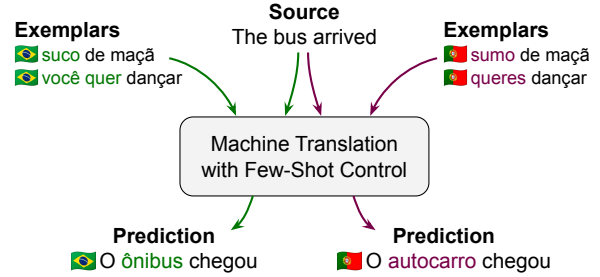 Source
The bus arrived
Exemplars
suco de maçã
você quer dançar
Exemplars
sumo de maçã
queres dançar
Machine Translation
with Few-Shot Control
Prediction
O ônibus chegou
Prediction
O autocarro chegou